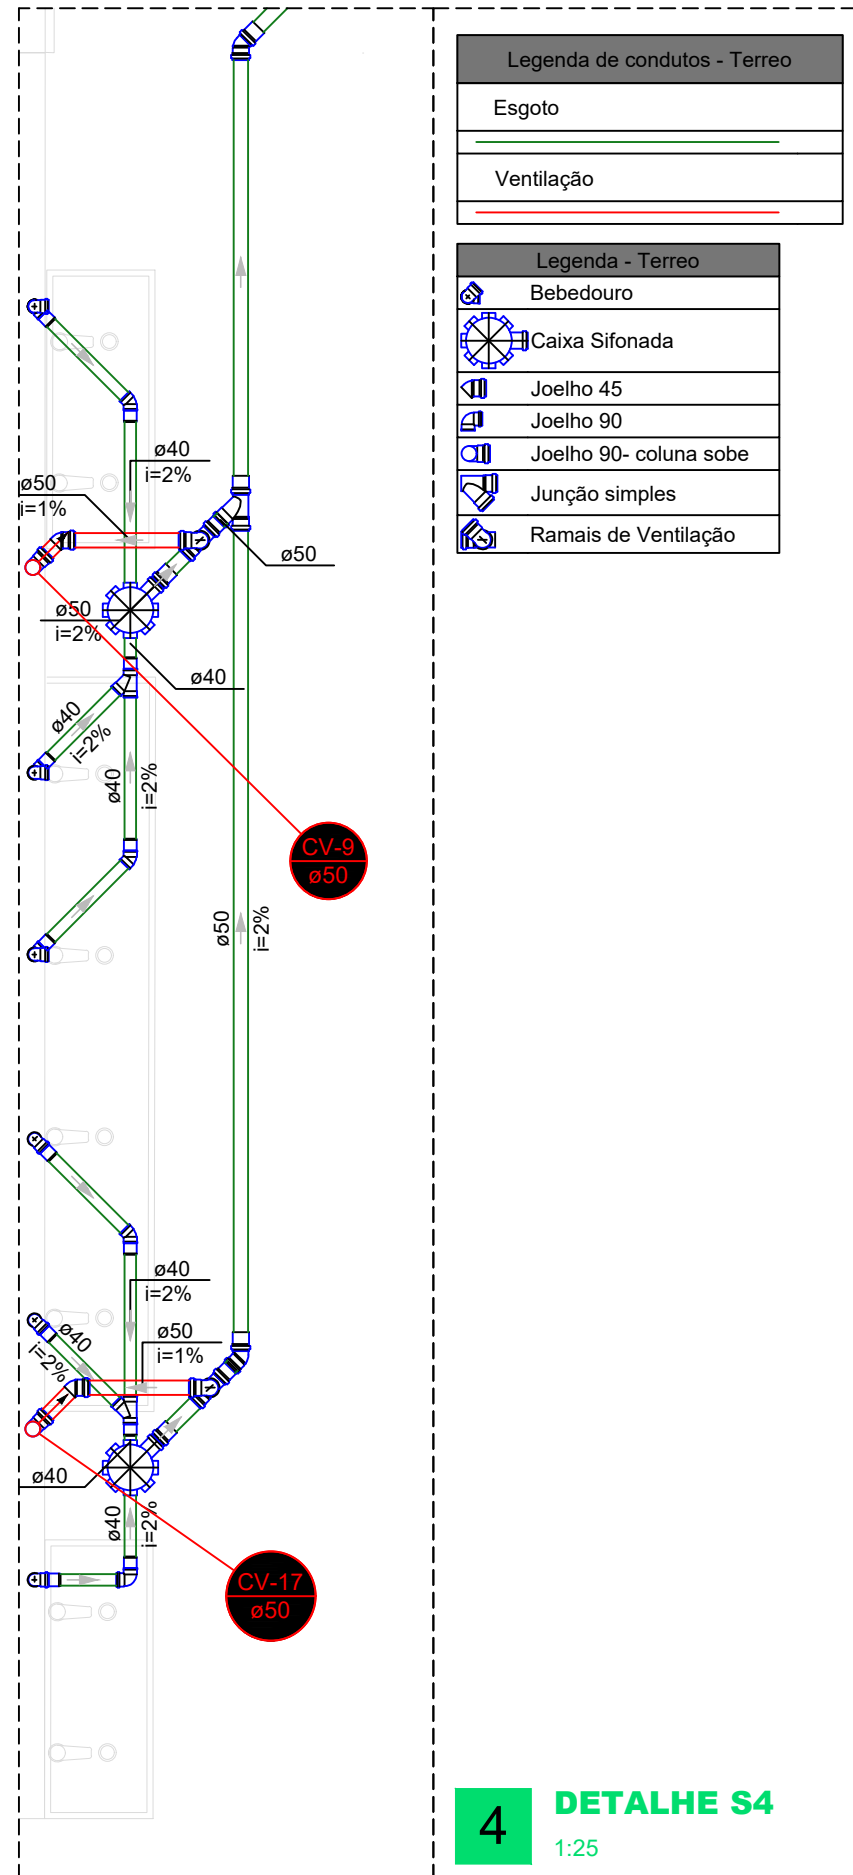 Legenda de condutos - Terreo
Esgoto
Ventilação
Legenda - Terreo
Bebedouro
Caixa Sifonada
Joelho 45
Joelho 90
Joelho 90- coluna sobe
Junção simples
Ramais de Ventilação
ø40
i=2%
ø50
i=1%
ø50
ø50
i=2%
ø40
ø40
i=2%
ø40
i=2%
CV-9
ø50
ø50
i=2%
ø40
i=2%
ø50
i=1%
ø40
i=2%
ø40
ø40
i=2%
CV-17
ø50
4
DETALHE S4
1:25